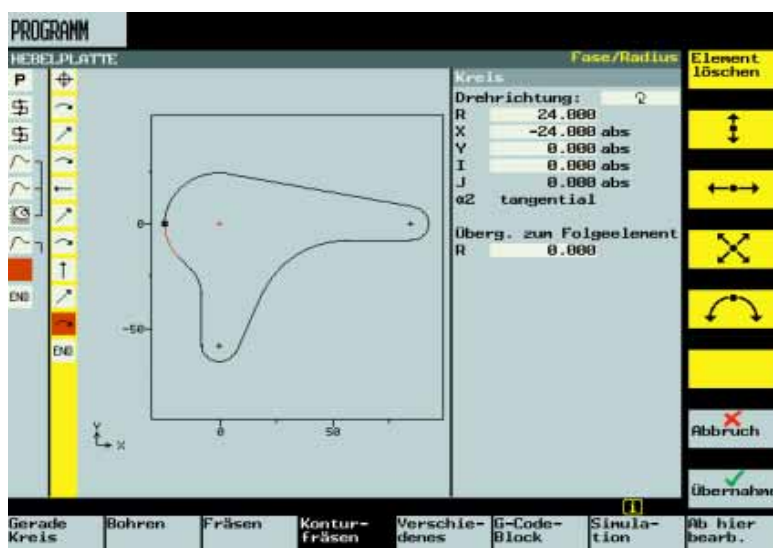 PROGRAMM
HEBELPLATTE
Fase/Radius
P
END
END
0
-50
0
50
Y
X
Kreis
Drehrichtung:
R 24.000
X -24.000 abs
Y 0.000 abs
I 0.000 abs
J 0.000 abs
α2 tangential
Überg. zum Folgeelement
R 0.000
Element
löschen
Abbruch
Übernahme
Gerade
Kreis
Bohren
Fräsen
Kontur-
fräsen
Verschie-
denes
G-Code-
Block
Simula-
tion
Ab hier
bearb.